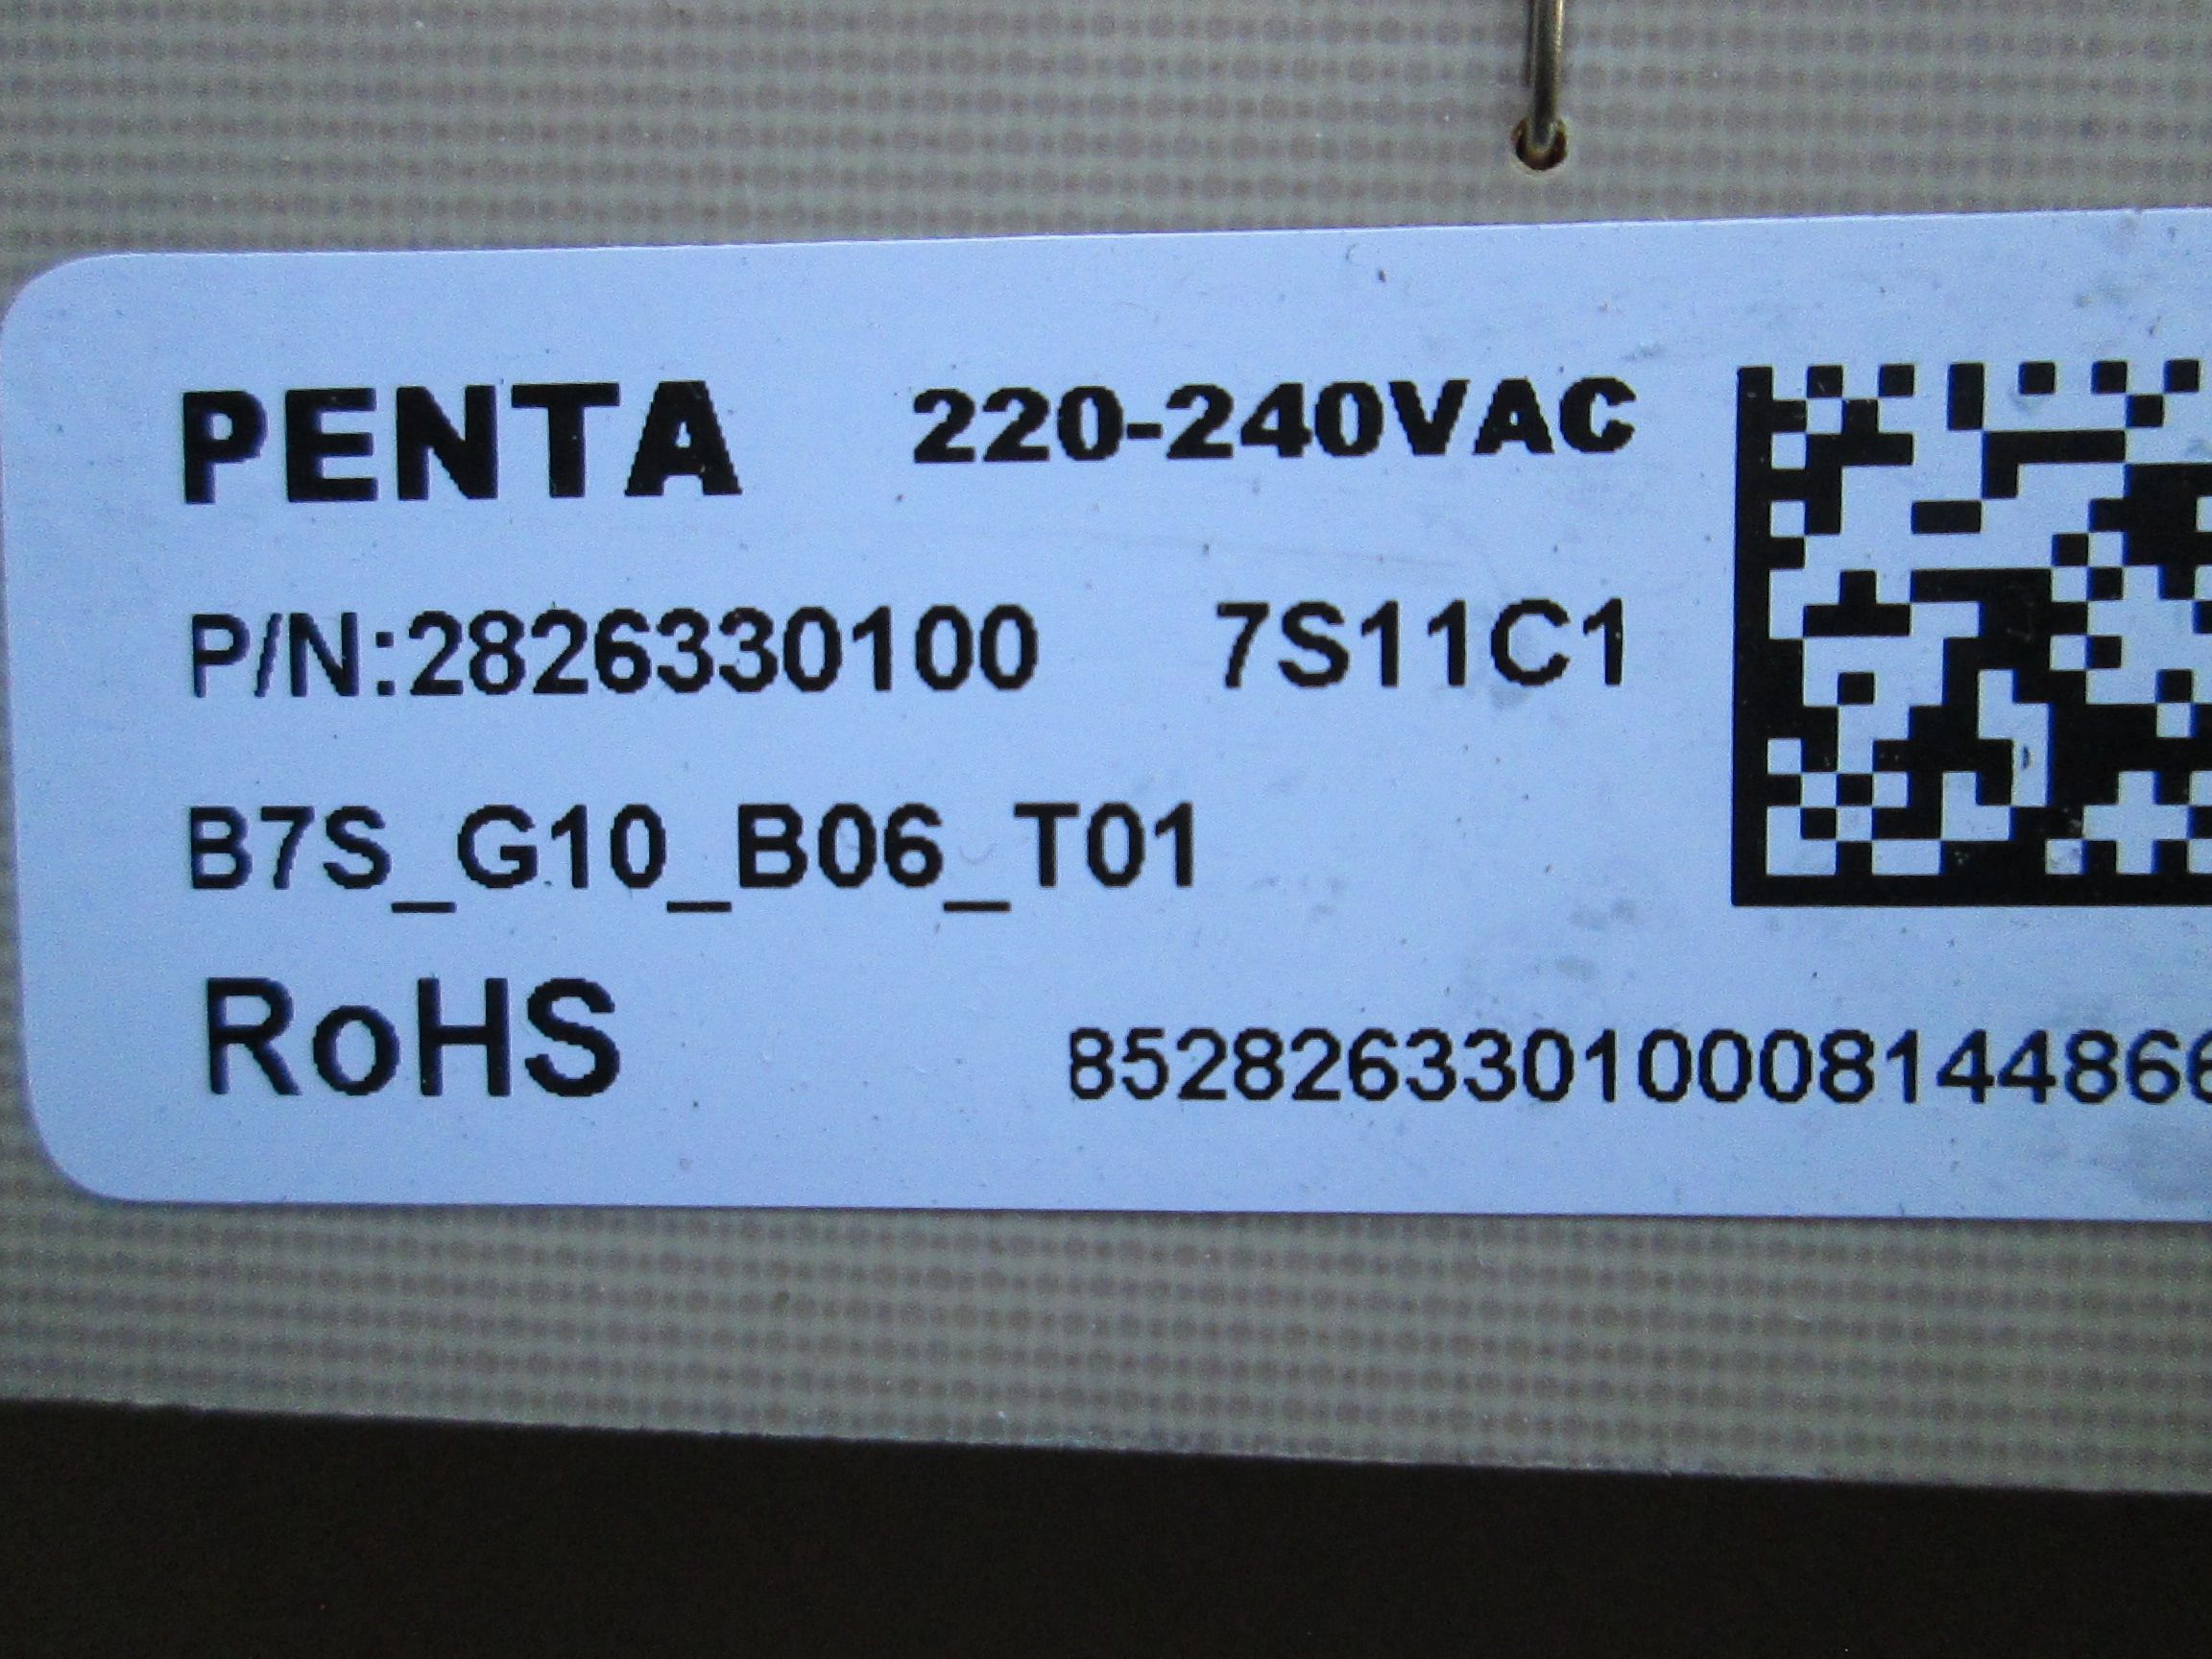 PENTA 220-240VAC
P/N:2826330100 7S11C1
B7S_G10_B06_T01
RoHS
85282633010008144866